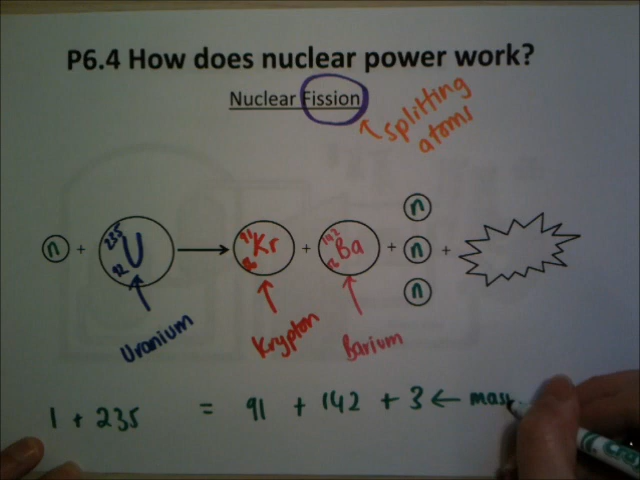 P6.4 How does nuclear power work?
Nuclear Fission
splitting
atoms
n + 235 92 U → 91 Kr + 142 Ba + n n n +
Uranium
Krypton
Barium
1 + 235 = 91 + 142 + 3 ← mass